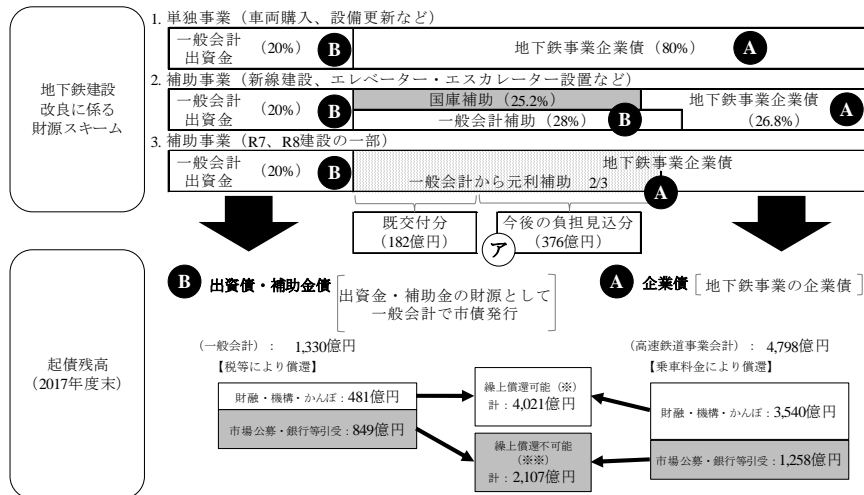 地下鉄建設
改良に係る
財源スキーム
1. 単独事業（車両購入、設備更新など）
一般会計
出資金
(20%)
B
地下鉄事業企業債 (80%)
A
2. 補助事業（新線建設、エレベーター・エスカレーター設置など）
一般会計
出資金
(20%)
B
国庫補助 (25.2%)
一般会計補助 (28%)
B
地下鉄事業企業債
(26.8%)
A
3. 補助事業（R7、R8建設の一部）
一般会計
出資金
(20%)
B
地下鉄事業企業債
一般会計から元利補助 2/3
A
既交付分
(182億円)
ア
今後の負担見込分
(376億円)
起債残高
(2017年度末)
B 出資債・補助金債
出資金・補助金の財源として
一般会計で市債発行
A 企業債
地下鉄事業の企業債
（一般会計）： 1,330億円
【税等により償還】
財融・機構・かんぽ：481億円
市場公募・銀行等引受：849億円
繰上償還可能（※）
計：4,021億円
繰上償還不可能
（※※）
計：2,107億円
（高速鉄道事業会計）： 4,798億円
【乗車料金により償還】
財融・機構・かんぽ：3,540億円
市場公募・銀行等引受：1,258億円